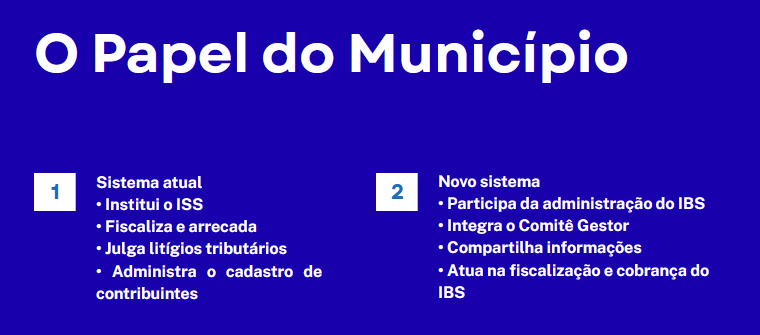 O Papel do Município
1
Sistema atual
• Institui o ISS
• Fiscaliza e arrecada
• Julga litígios tributários
• Administra o cadastro de
contribuintes
2
Novo sistema
• Participa da administração do IBS
• Integra o Comitê Gestor
• Compartilha informações
• Atua na fiscalização e cobrança do
IBS